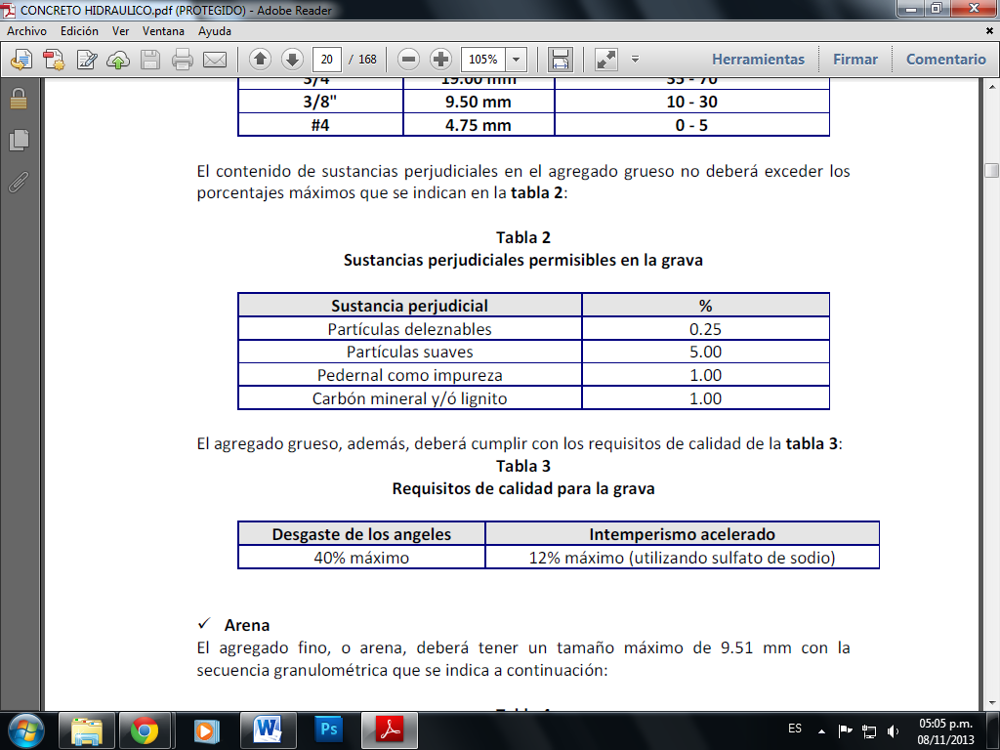 CONCRETO HIDRAULICO.pdf (PROTEGIDO) - Adobe Reader
Archivo Edición Ver Ventana Ayuda
20 / 168 105% Herramientas Firmar Comentario
3/4" 19.00 mm 35 - 70
3/8" 9.50 mm 10 - 30
#4 4.75 mm 0 - 5
El contenido de sustancias perjudiciales en el agregado grueso no deberá exceder los
porcentajes máximos que se indican en la tabla 2:
Tabla 2
Sustancias perjudiciales permisibles en la grava
Sustancia perjudicial %
Partículas deleznables 0.25
Partículas suaves 5.00
Pedernal como impureza 1.00
Carbón mineral y/ó lignito 1.00
El agregado grueso, además, deberá cumplir con los requisitos de calidad de la tabla 3:
Tabla 3
Requisitos de calidad para la grava
Desgaste de los angeles Intemperismo acelerado
40% máximo 12% máximo (utilizando sulfato de sodio)
✓ Arena
El agregado fino, o arena, deberá tener un tamaño máximo de 9.51 mm con la
secuencia granulométrica que se indica a continuación:
W Ps ES 05:05 p.m.
08/11/2013